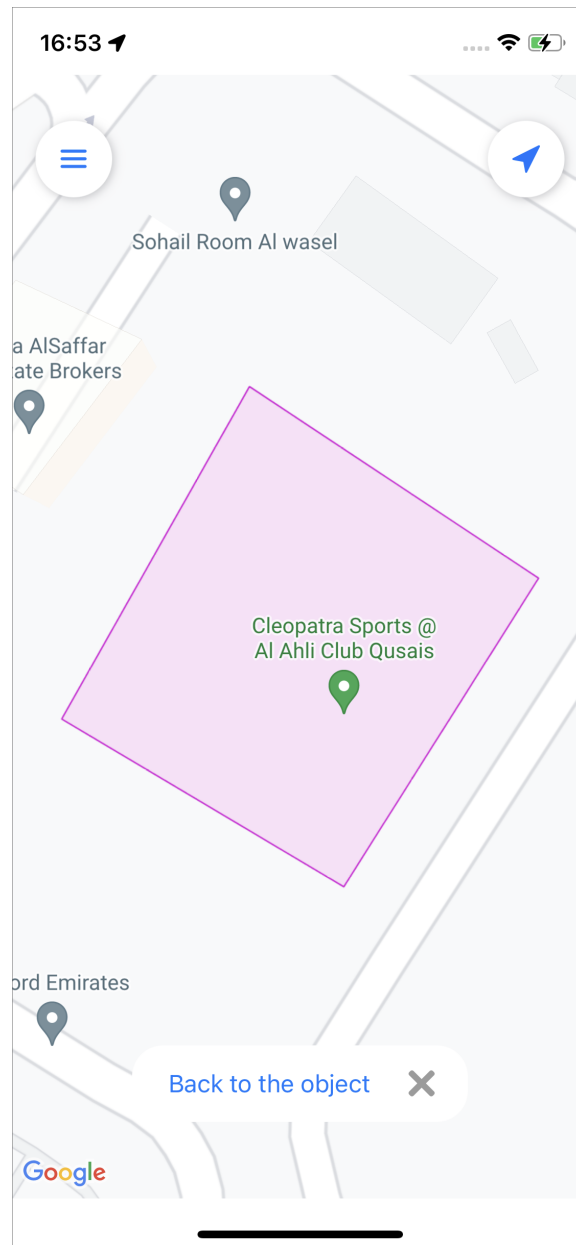 16:53
Sohail Room Al wasel
a AlSaffar
ate Brokers
Cleopatra Sports @
Al Ahli Club Qusais
ord Emirates
Back to the object
Google